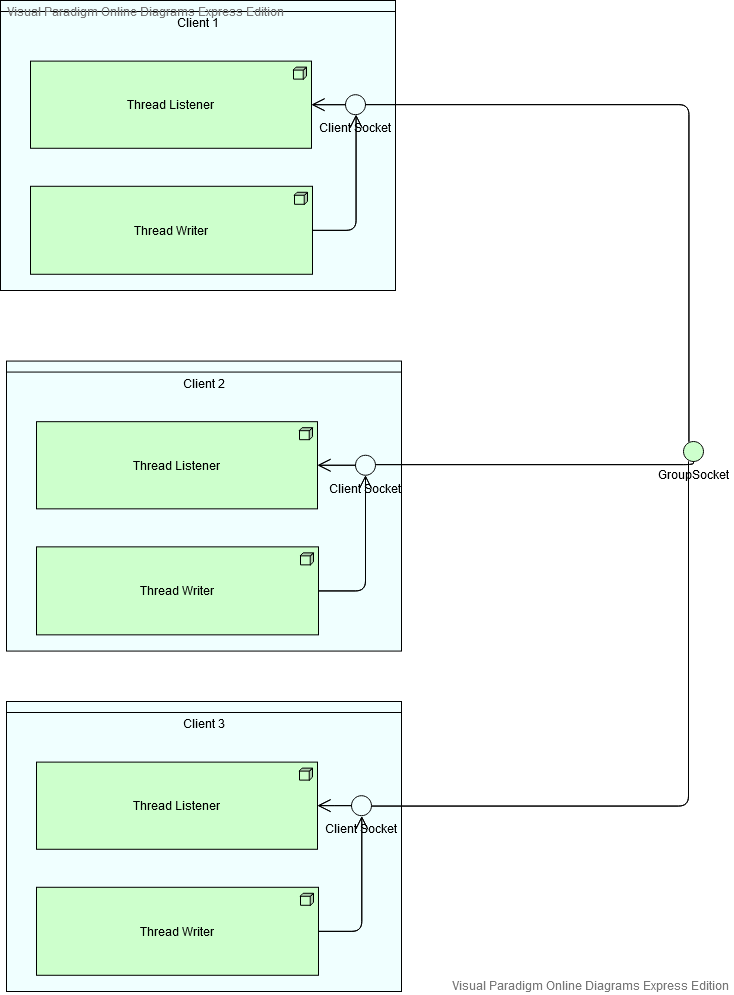 Visual Paradigm Online Diagrams Express Edition
Client 1
Thread Listener
Client Socket
Thread Writer
Client 2
Thread Listener
GroupSocket
Client Socket
Thread Writer
Client 3
Thread Listener
Client Socket
Thread Writer
Visual Paradigm Online Diagrams Express Edition